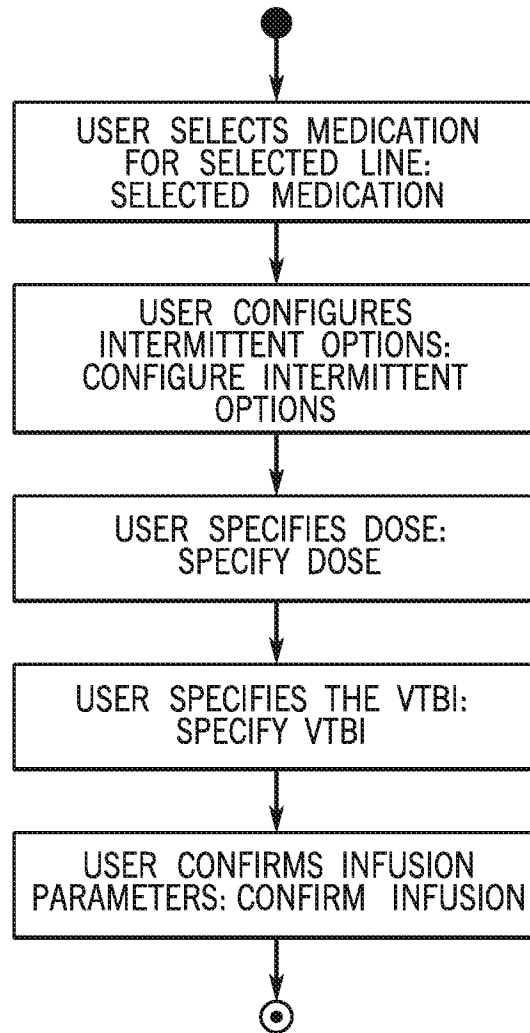 USER SELECTS MEDICATION
FOR SELECTED LINE:
SELECTED MEDICATION
USER CONFIGURES
INTERMITTENT OPTIONS:
CONFIGURE INTERMITTENT
OPTIONS
USER SPECIFIES DOSE:
SPECIFY DOSE
USER SPECIFIES THE VTBI:
SPECIFY VTBI
USER CONFIRMS INFUSION
PARAMETERS: CONFIRM INFUSION